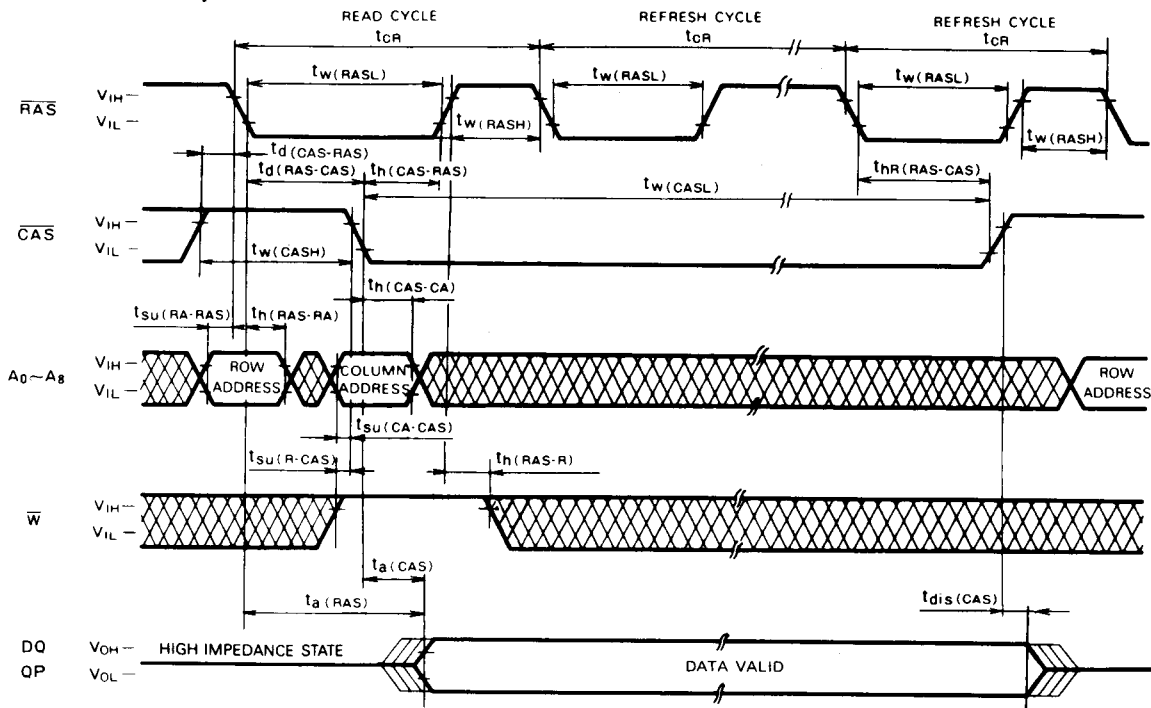 READ CYCLE REFRESH CYCLE REFRESH CYCLE
tCR tCR tCR
tw(RASL) tw(RASL) tw(RASL)
RAS VIH
VIL
tw(RASH) tw(RASH)
td(CAS-RAS)
td(RAS-CAS) th(CAS-RAS) thR(RAS-CAS)
tw(CASL)
CAS VIH
VIL
tw(CASH)
th(CAS-CA)
tsu(RA-RAS) th(RAS-RA)
A0~A8 VIH
VIL
ROW ADDRESS
COLUMN ADDRESS
ROW ADDRESS
tsu(CA-CAS)
tsu(R-CAS) th(RAS-R)
W VIH
VIL
ta(CAS)
ta(RAS)
tdis(CAS)
DQ VOH HIGH IMPEDANCE STATE
DATA VALID
QP VOL